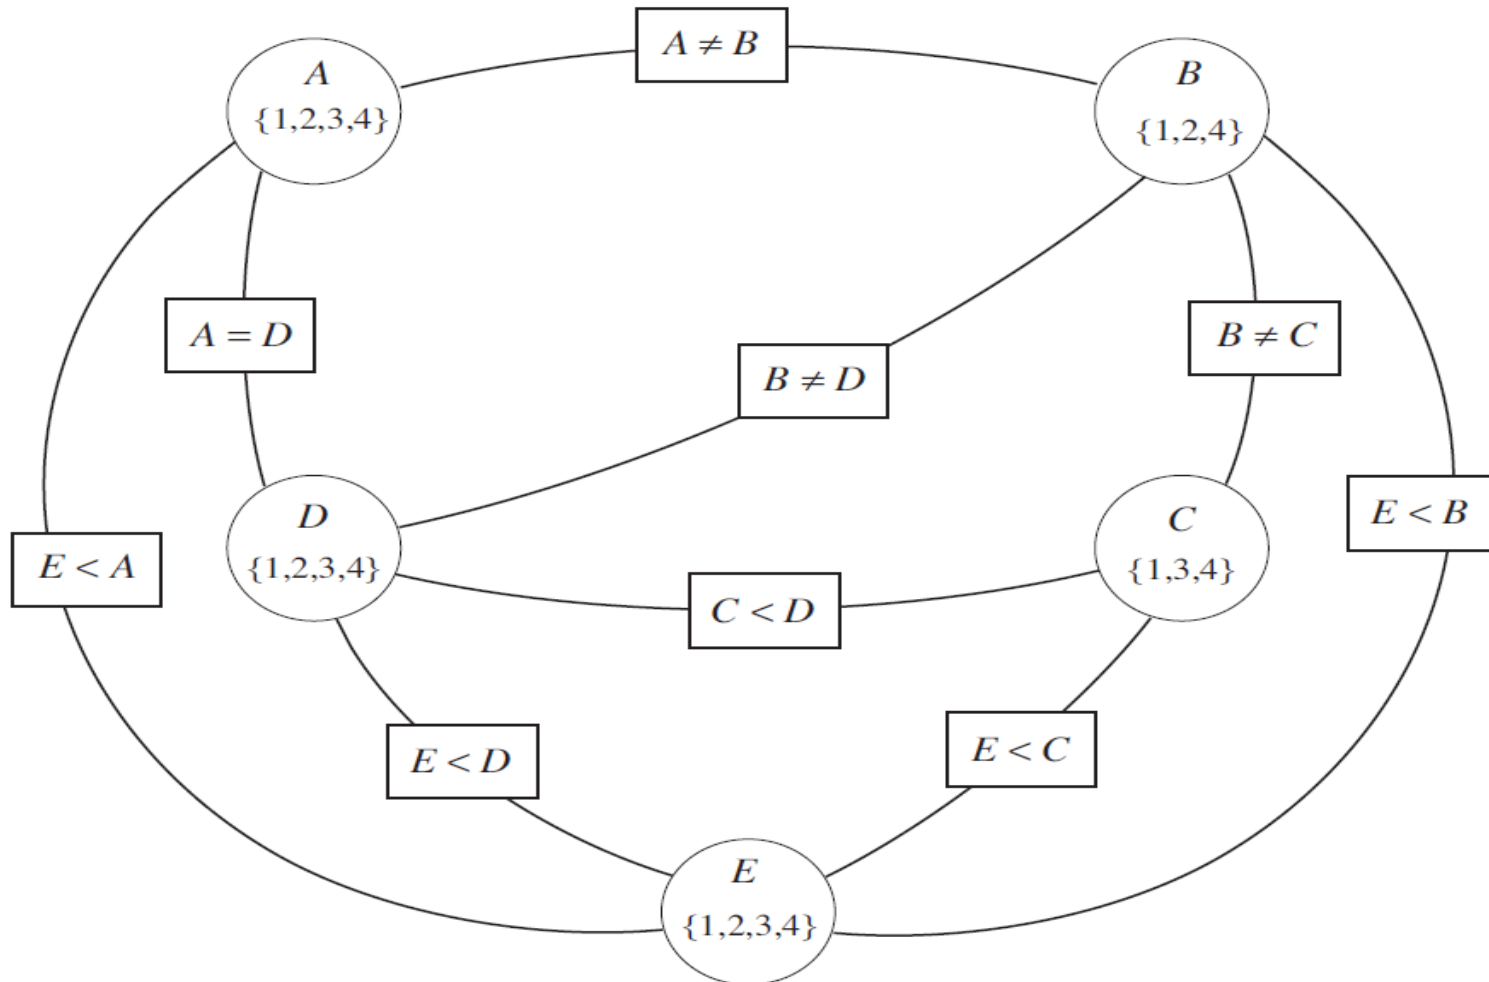 A ≠ B
A
{1,2,3,4}
B
{1,2,4}
A = D
B ≠ C
B ≠ D
D
{1,2,3,4}
C
{1,3,4}
E < B
E < A
C < D
E < D
E < C
E
{1,2,3,4}